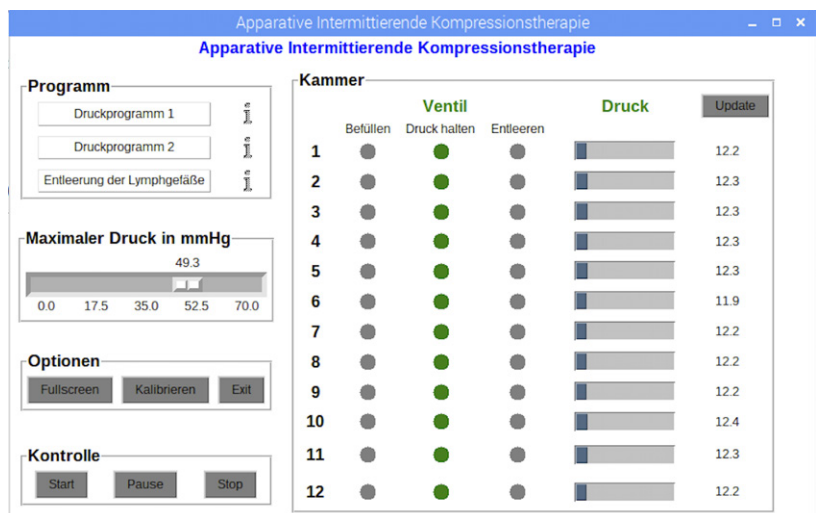 Apparative Intermittierende Kompressionstherapie
Apparative Intermittierende Kompressionstherapie
Programm
Druckprogramm 1 i
Druckprogramm 2 i
Entleerung der Lymphgefäße i
Maximaler Druck in mmHg
49.3
0.0 17.5 35.0 52.5 70.0
Optionen
Fullscreen Kalibrieren Exit
Kontrolle
Start Pause Stop
Kammer
Ventil Druck Update
Befüllen Druck halten Entleeren
1 12.2
2 12.3
3 12.3
4 12.3
5 12.3
6 11.9
7 12.2
8 12.2
9 12.2
10 12.4
11 12.3
12 12.2